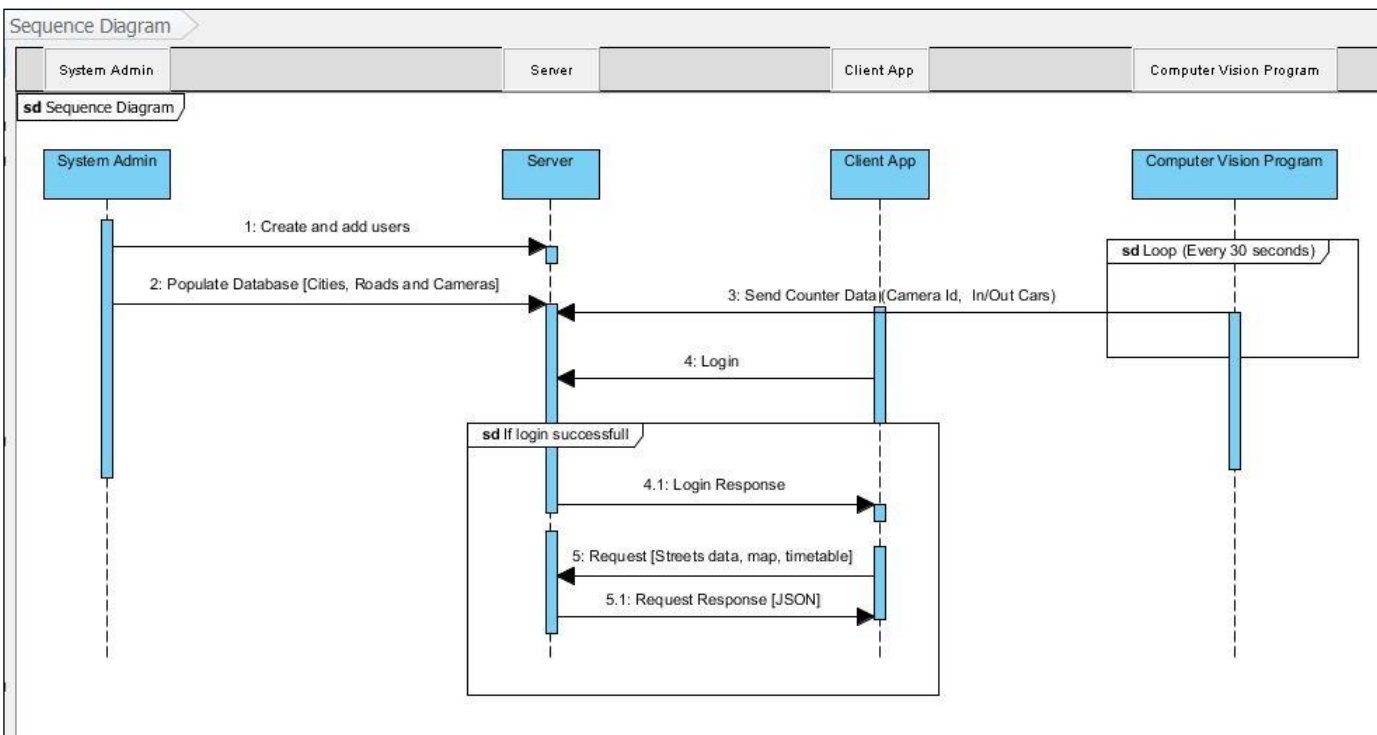 Sequence Diagram
System Admin
Server
Client App
Computer Vision Program
sd Sequence Diagram
System Admin
Server
Client App
Computer Vision Program
1: Create and add users
sd Loop (Every 30 seconds)
2: Populate Database [Cities, Roads and Cameras]
3: Send Counter Data (Camera Id, In/Out Cars)
4: Login
sd If login successfull
4.1: Login Response
5: Request [Streets data, map, timetable]
5.1: Request Response [JSON]